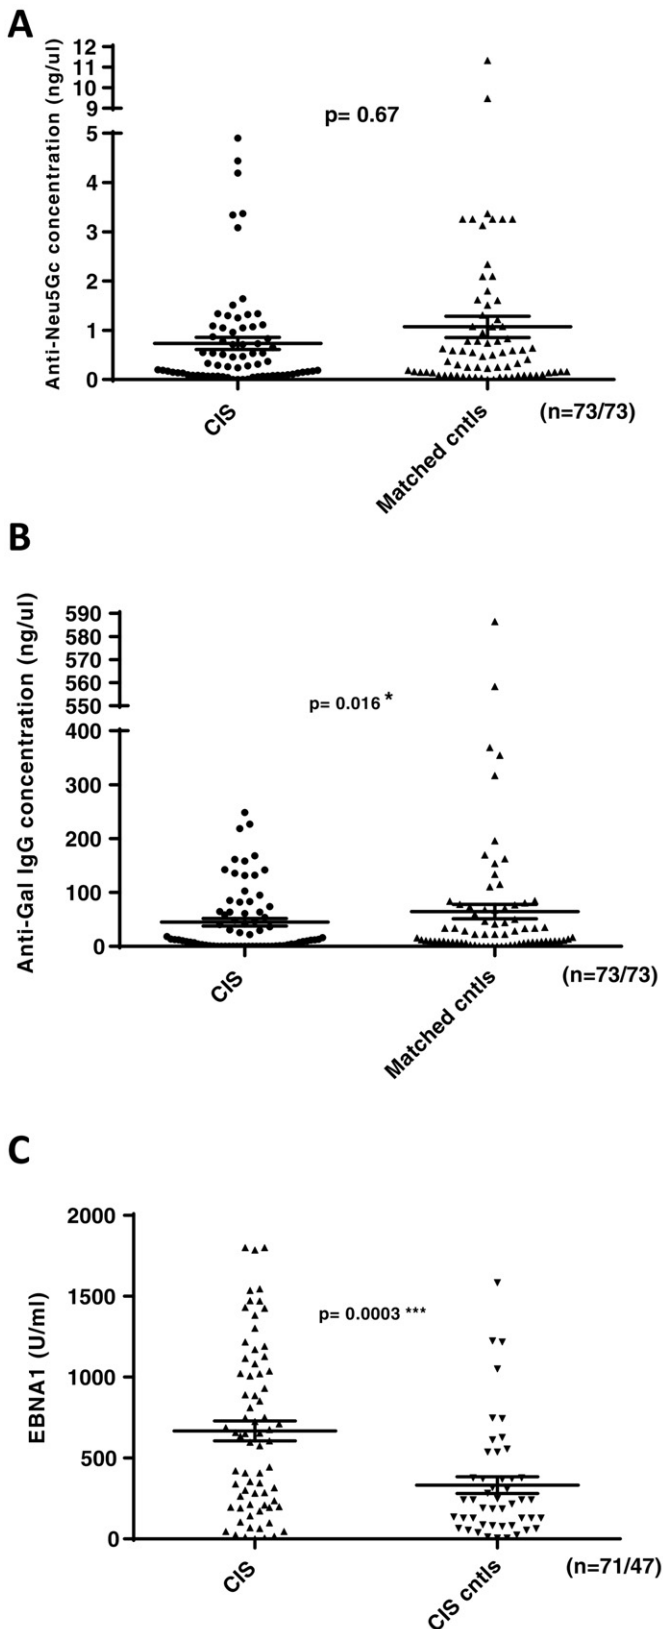 A
Anti-Neu5Gc concentration (ng/ul)
12
11
10
9
5
4
3
2
1
0
p= 0.67
CIS
Matched cntls
(n=73/73)
B
Anti-Gal IgG concentration (ng/ul)
590
580
570
560
550
400
300
200
100
0
p= 0.016 *
CIS
Matched cntls
(n=73/73)
C
EBNA1 (U/ml)
2000
1500
1000
500
0
p= 0.0003 ***
CIS
CIS cntls
(n=71/47)